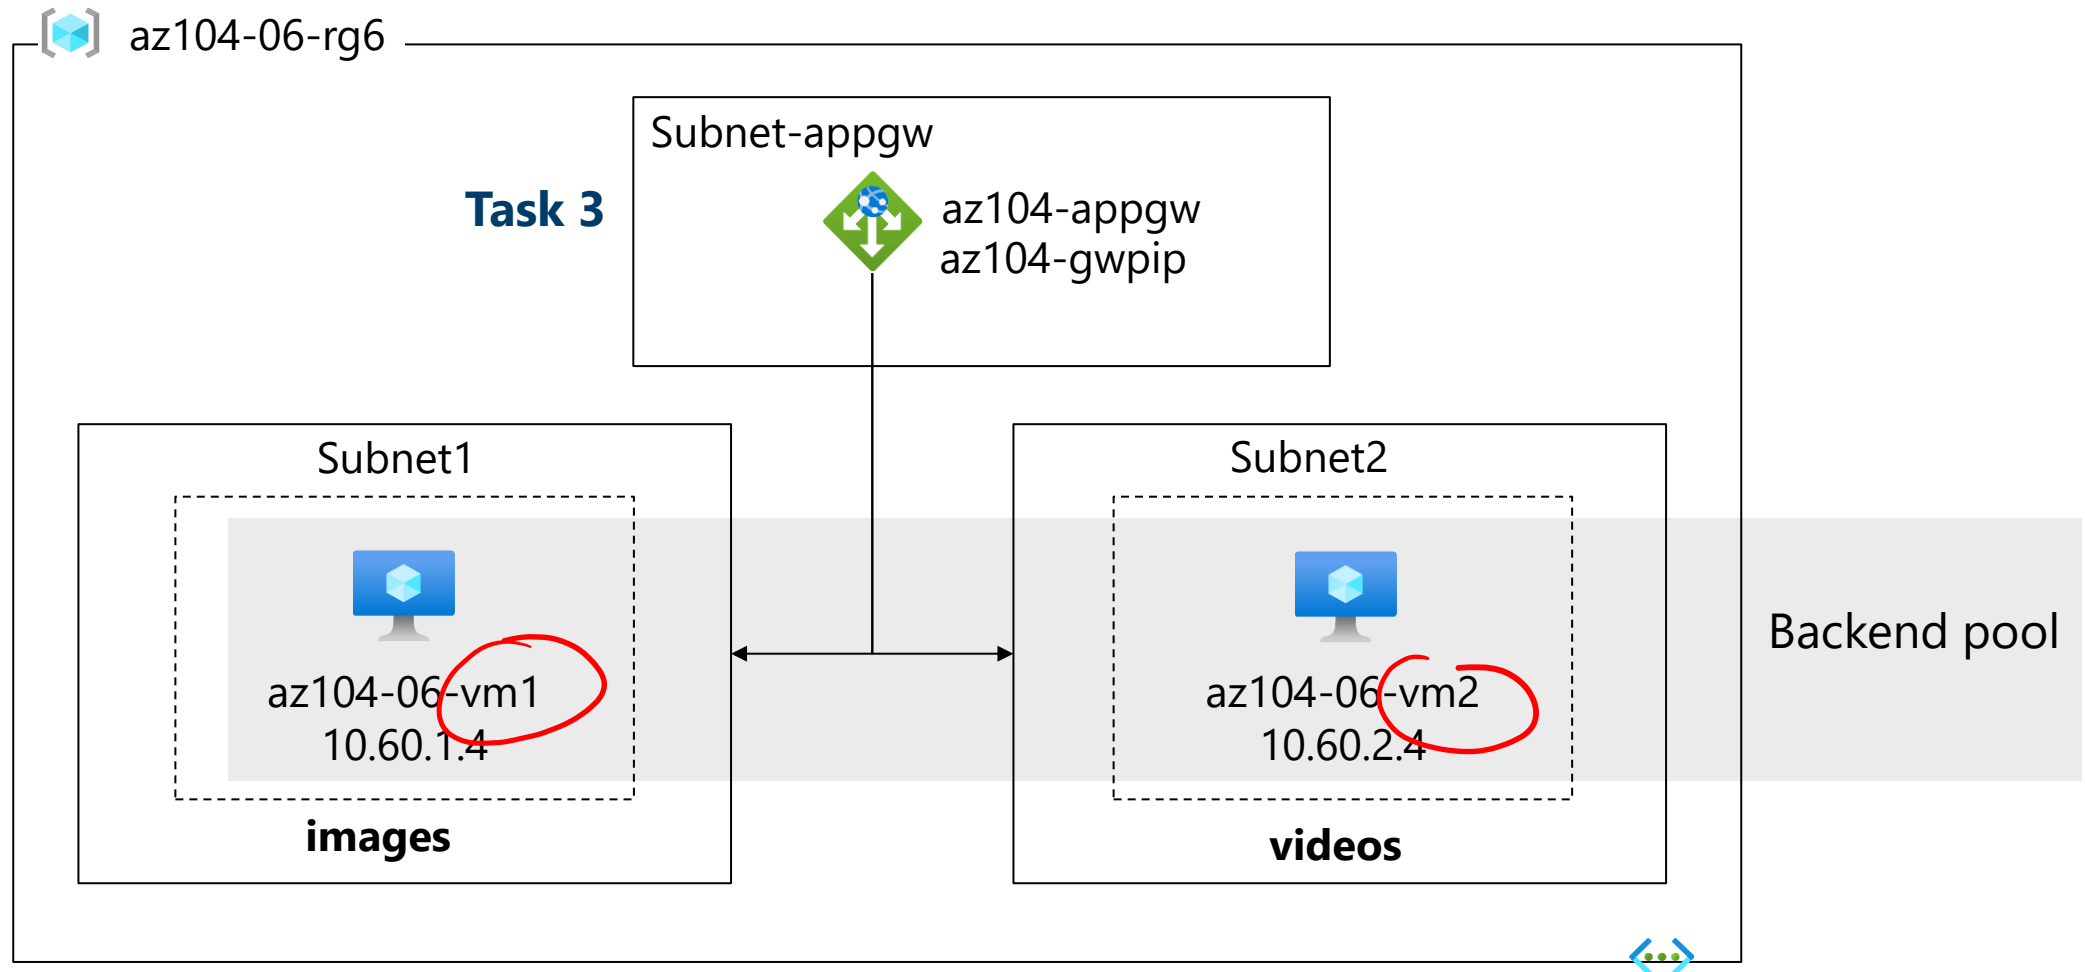 az104-06-rg6
Subnet-appgw
Task 3
az104-appgw
az104-gwpip
Subnet1
Subnet2
az104-06-vm1
10.60.1.4
az104-06-vm2
10.60.2.4
Backend pool
images
videos